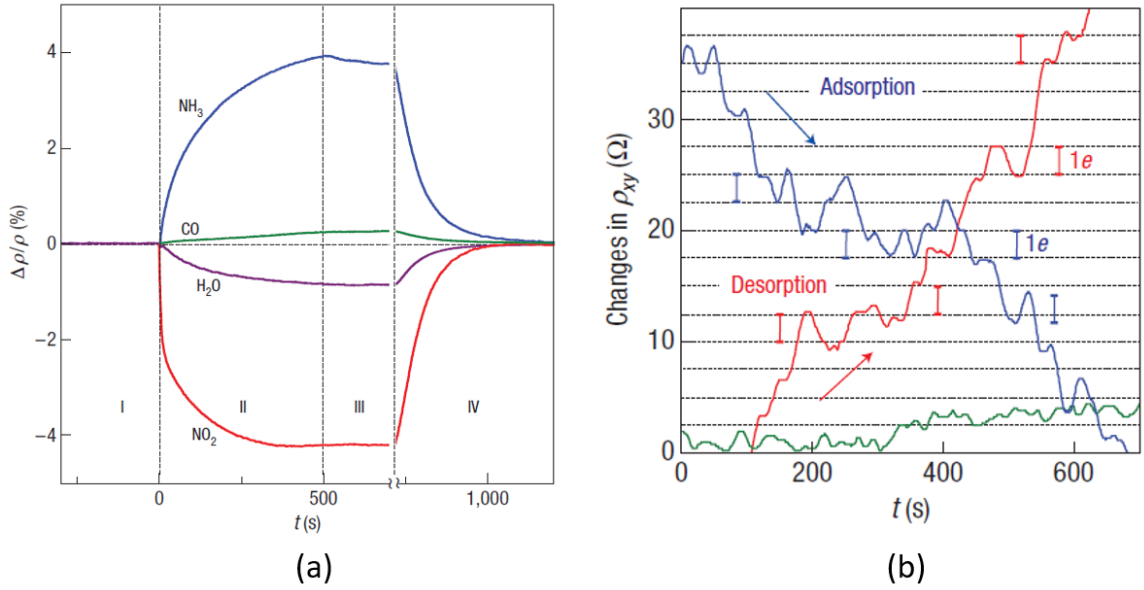 4
2
0
−2
−4
Δρ/ρ (%)
NH₃
CO
H₂O
NO₂
I
II
III
IV
0
500
1,000
t (s)
(a)
30
20
10
0
Changes in ρxy (Ω)
Adsorption
1e
1e
Desorption
0
200
400
600
t (s)
(b)